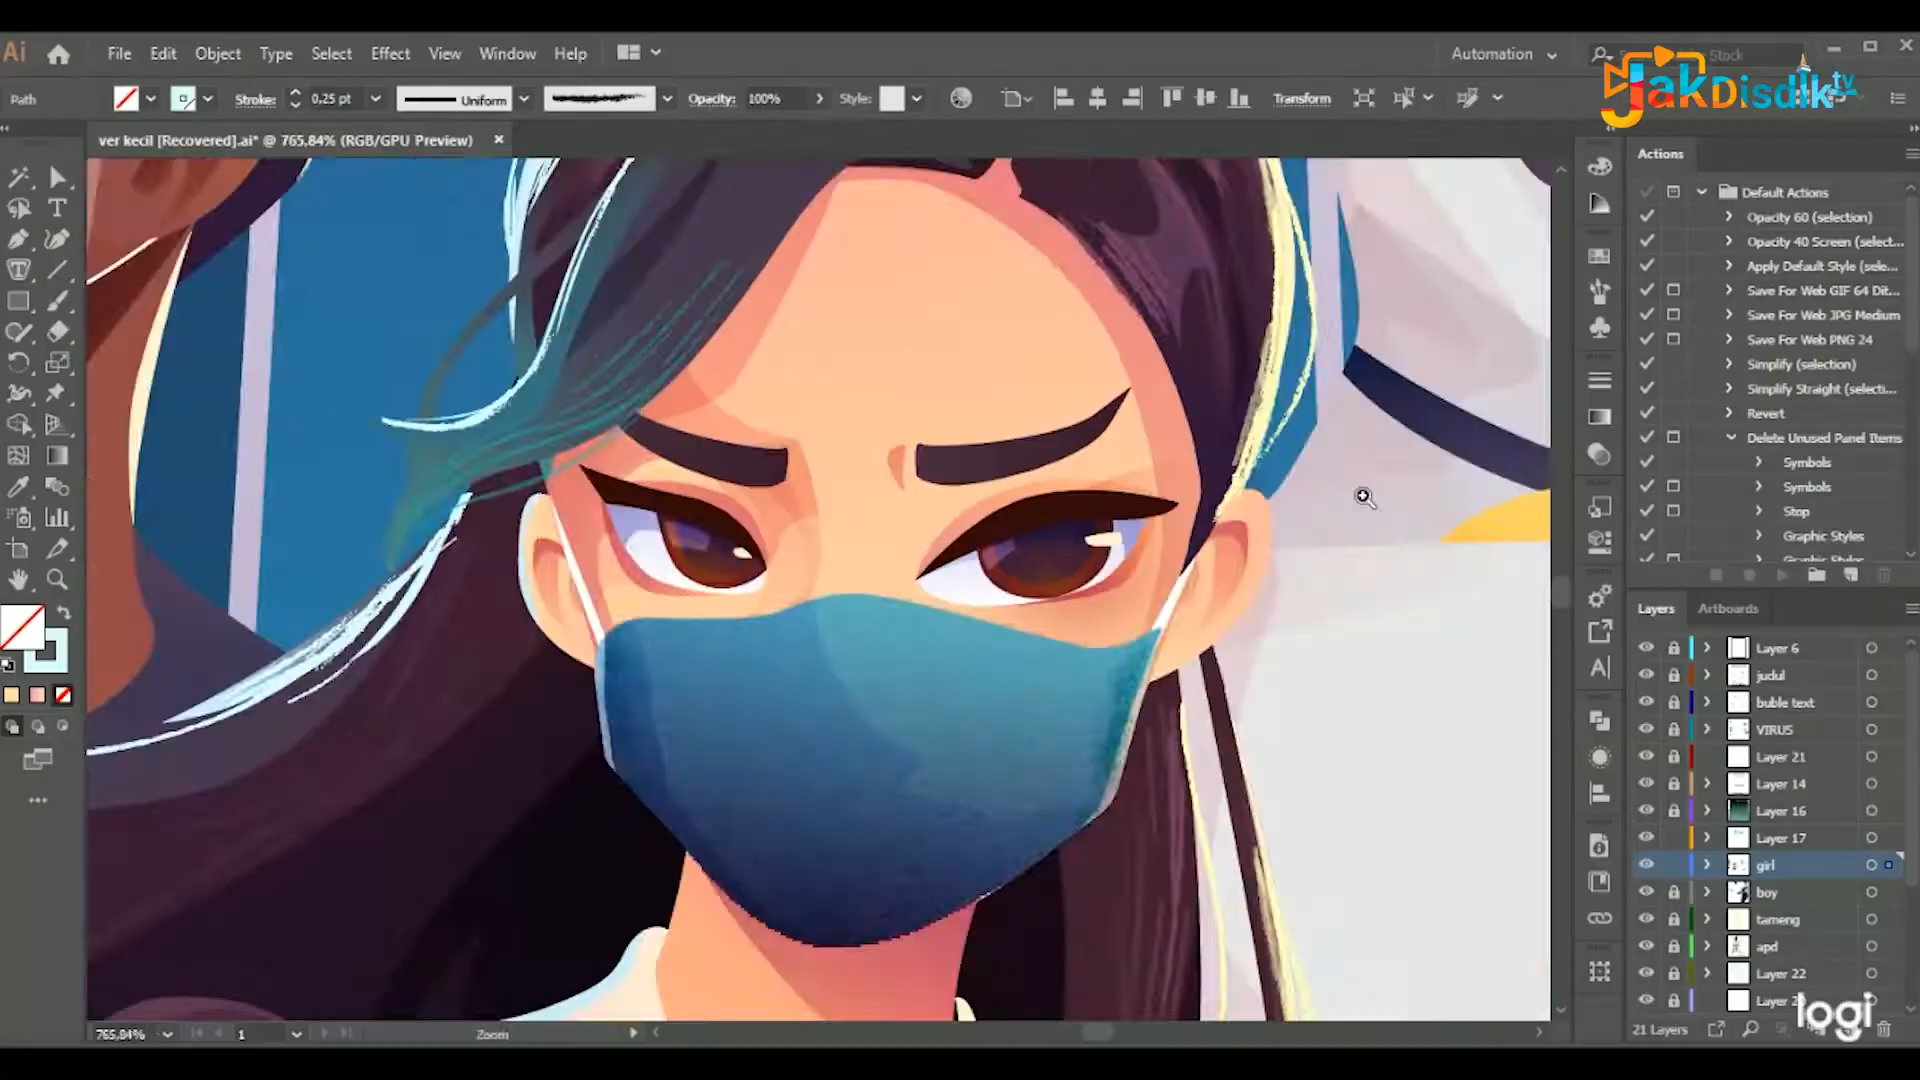 Ai File Edit Object Type Select Effect View Window Help Automation Stock
JakDisdIk tv
Path Stroke: 0.25 pt Uniform Opacity: 100% Style: Transform
ver kecil [Recovered].ai* @ 765,84% (RGB/GPU Preview)
Actions
Default Actions
Opacity 60 (selection)
Opacity 40 Screen (select...
Apply Default Style (sele...
Save For Web GIF 64 Dit...
Save For Web JPG Medium
Save For Web PNG 24
Simplify (selection)
Simplify Straight (selecti...
Revert
Delete Unused Panel Items
Symbols
Symbols
Stop
Graphic Styles
Graphic Styles
Layers Artboards
Layer 6
judul
buble text
VIRUS
Layer 21
Layer 14
Layer 16
Layer 17
girl
boy
tameng
apd
Layer 22
Layer
logi
765,84% 1 Zoom
21 Layers